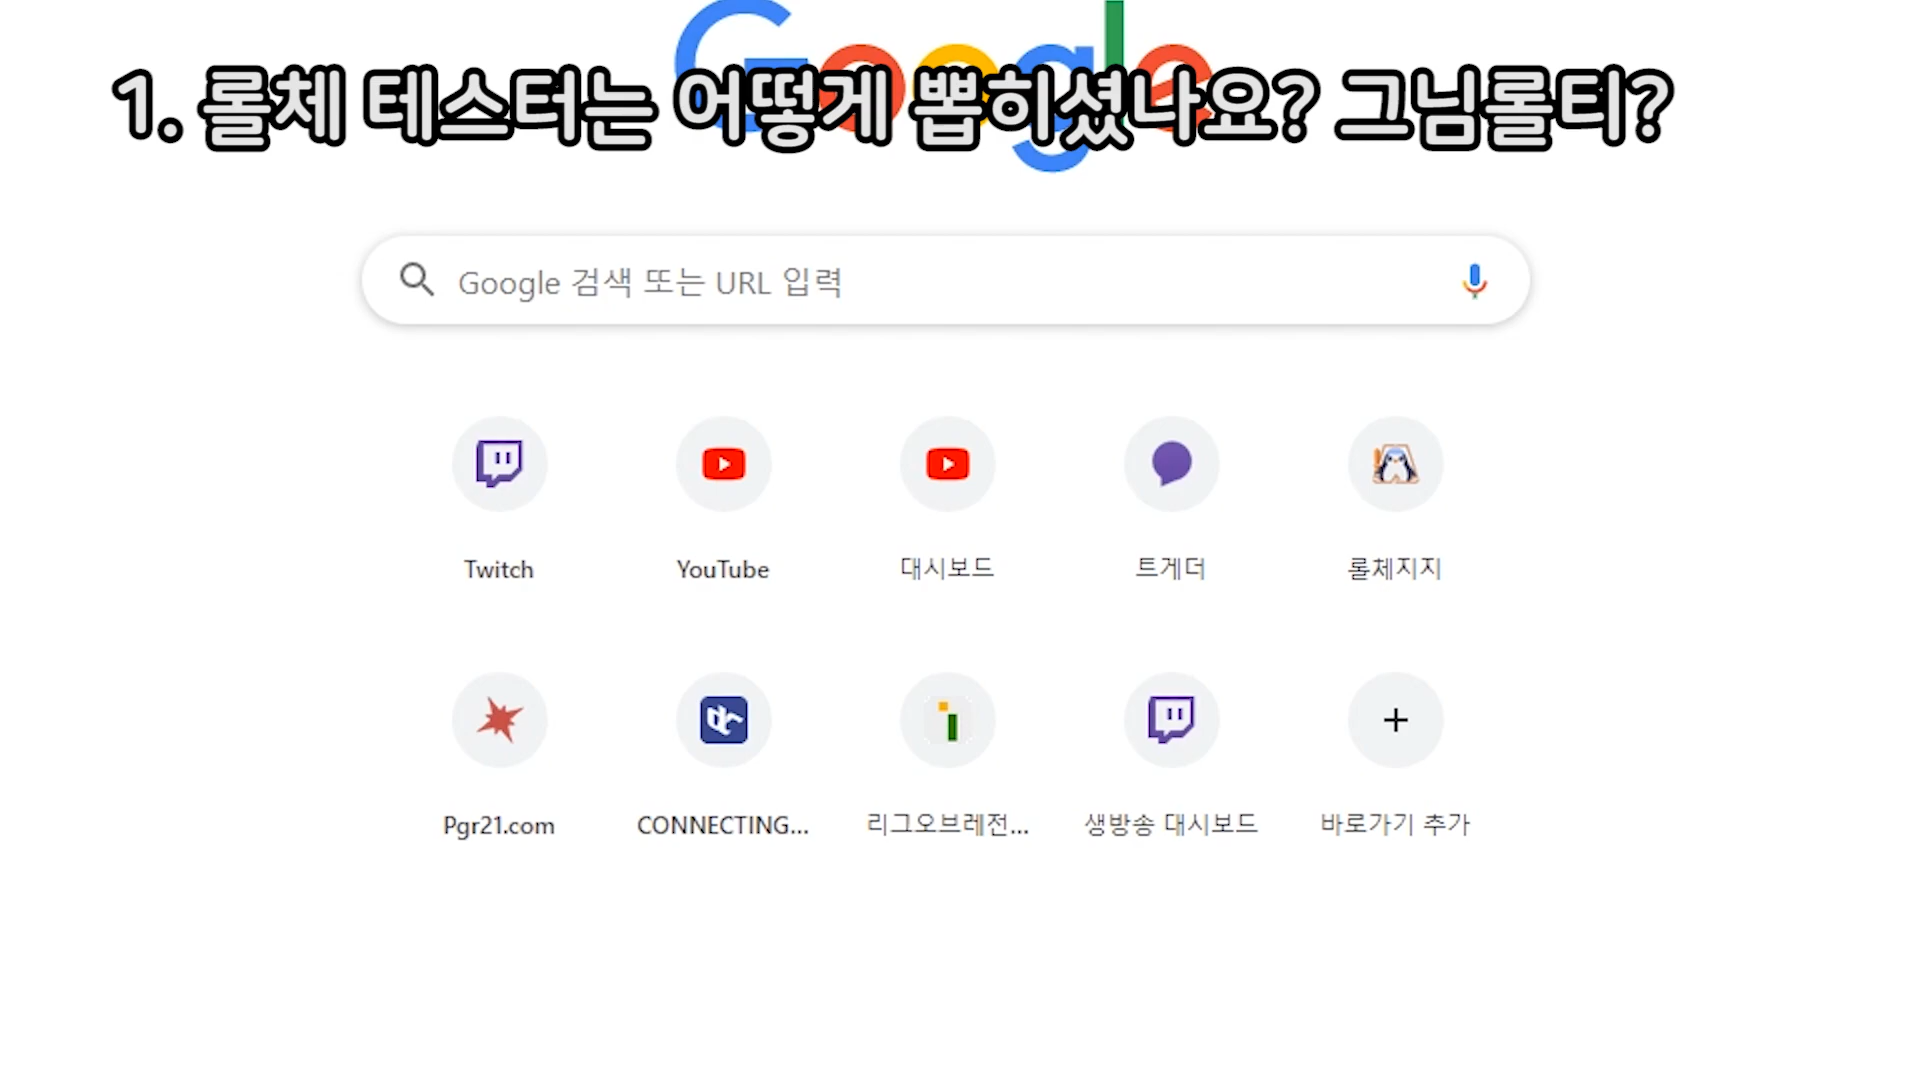 Google
1. 롤체 테스터는 어떻게 뽑히셨나요? 그님롤티?
Google 검색 또는 URL 입력
Twitch
YouTube
대시보드
트게더
롤체지지
Pgr21.com
CONNECTING...
리그오브레전...
생방송 대시보드
바로가기 추가